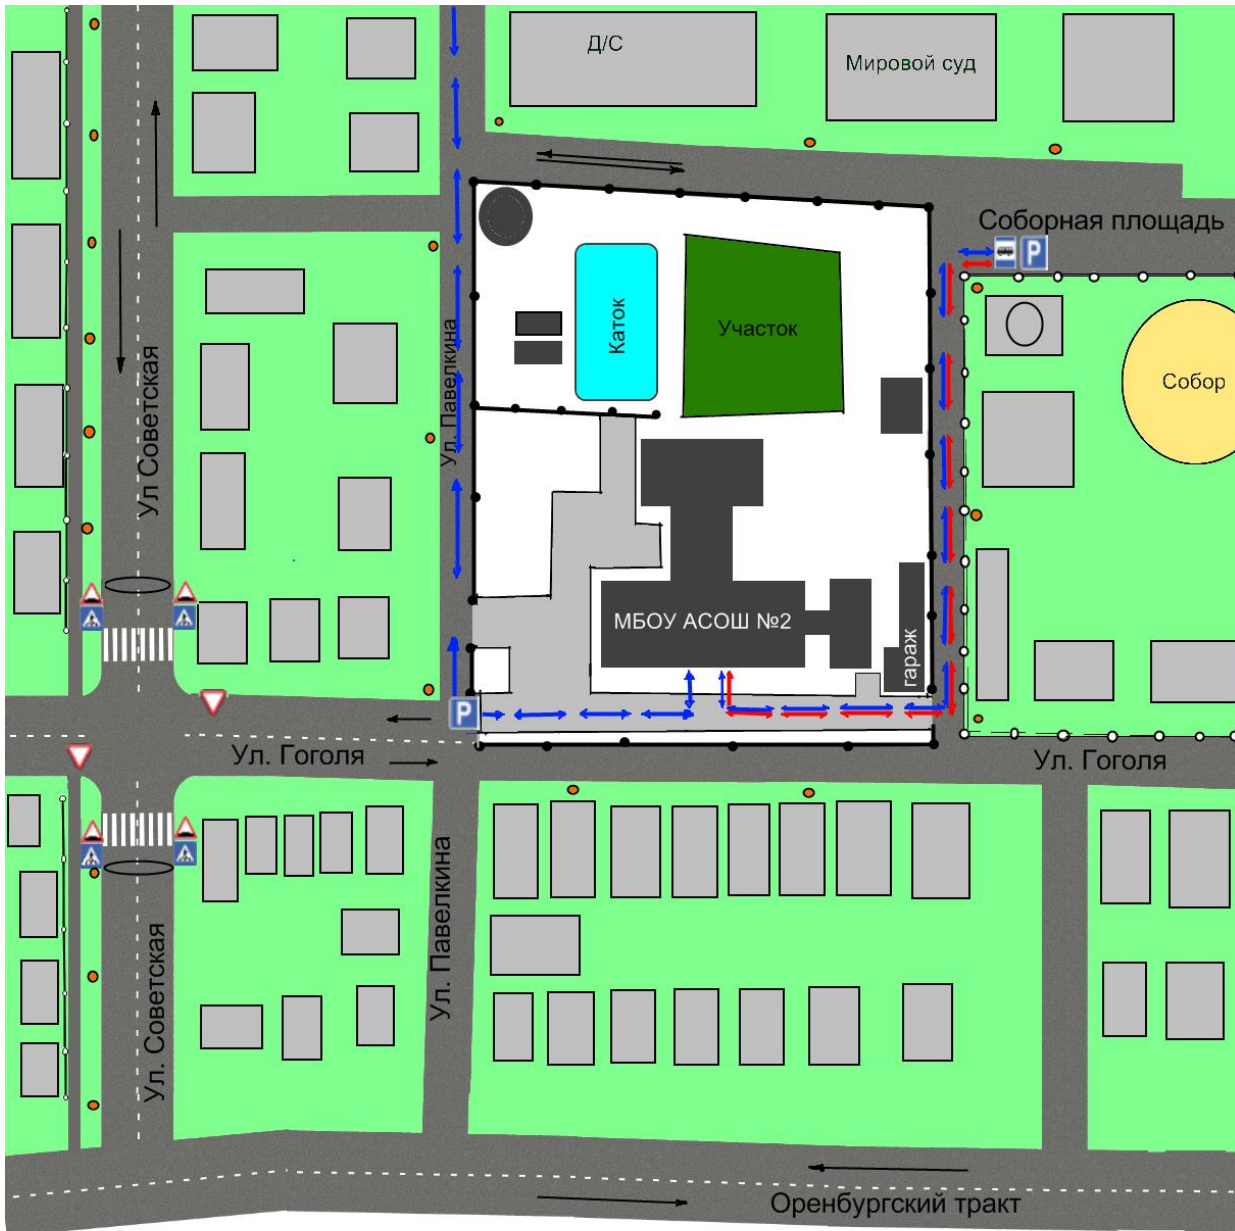 Д/С
Мировой суд
Соборная площадь
P
Ул Советская
Ул. Павелкина
Каток
Участок
Собор
МБОУ АСОШ №2
гараж
P
Ул. Гоголя
Ул. Гоголя
Ул. Советская
Ул. Павелкина
Оренбургский тракт